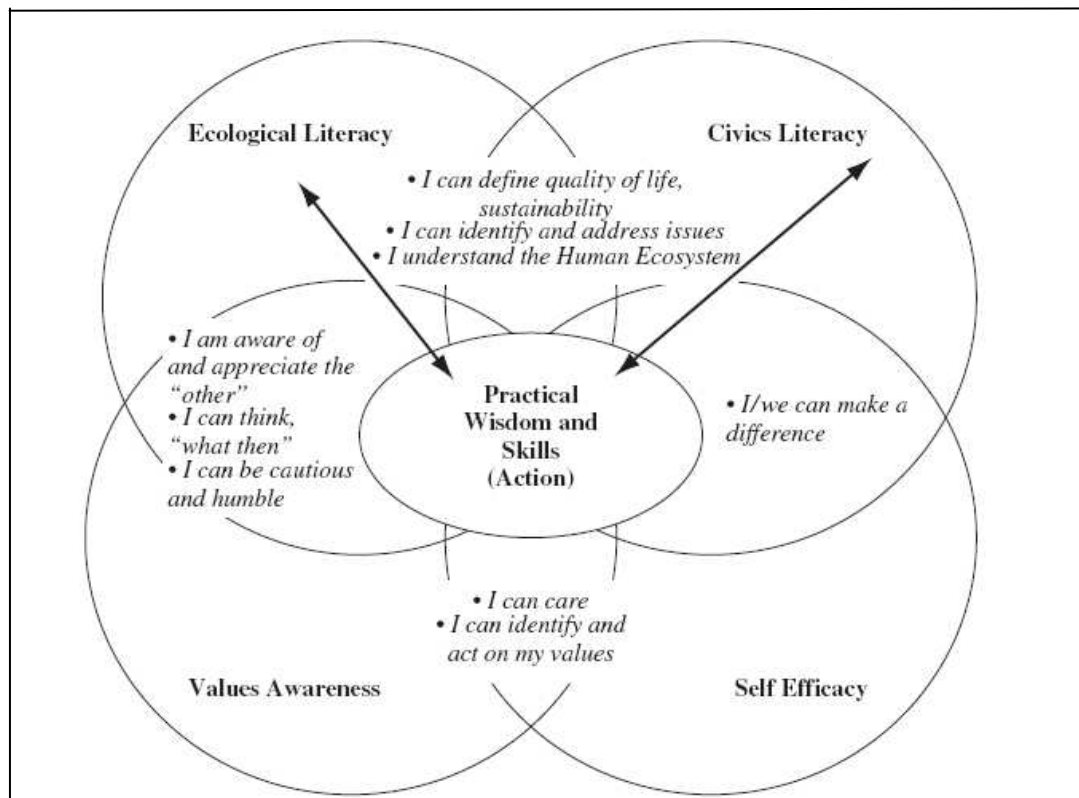 Ecological Literacy
Civics Literacy
• I can define quality of life,
sustainability
• I can identify and address issues
• I understand the Human Ecosystem
• I am aware of
and appreciate the
“other”
• I can think,
“what then”
• I can be cautious
and humble
Practical
Wisdom and
Skills
(Action)
• I/we can make a
difference
• I can care
• I can identify and
act on my values
Values Awareness
Self Efficacy